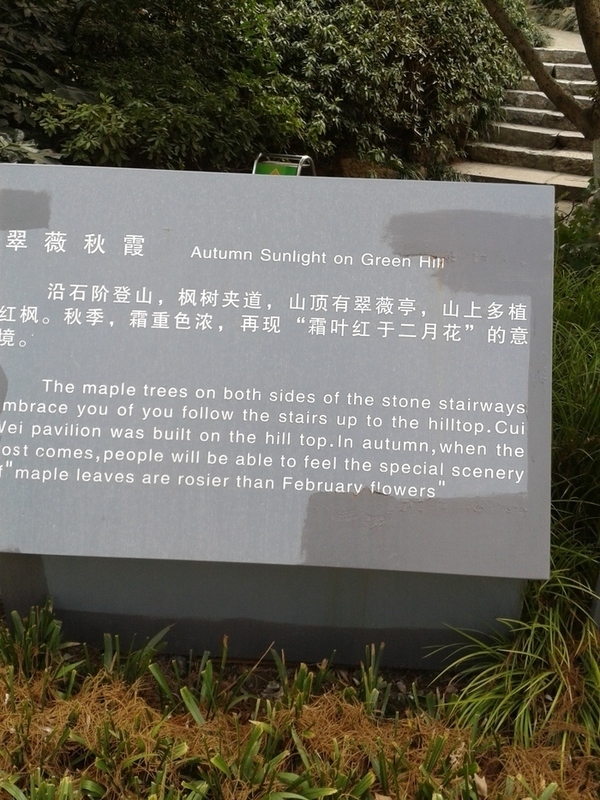 翠薇秋霞 Autumn Sunlight on Green Hill
沿石阶登山，枫树夹道，山顶有翠薇亭，山上多植
红枫。秋季，霜重色浓，再现“霜叶红于二月花”的意
境。
The maple trees on both sides of the stone stairways
mbrace you of you follow the stairs up to the hilltop.Cui
Wei pavilion was built on the hill top.In autumn,when the
ost comes,people will be able to feel the special scenery
f"maple leaves are rosier than February flowers"